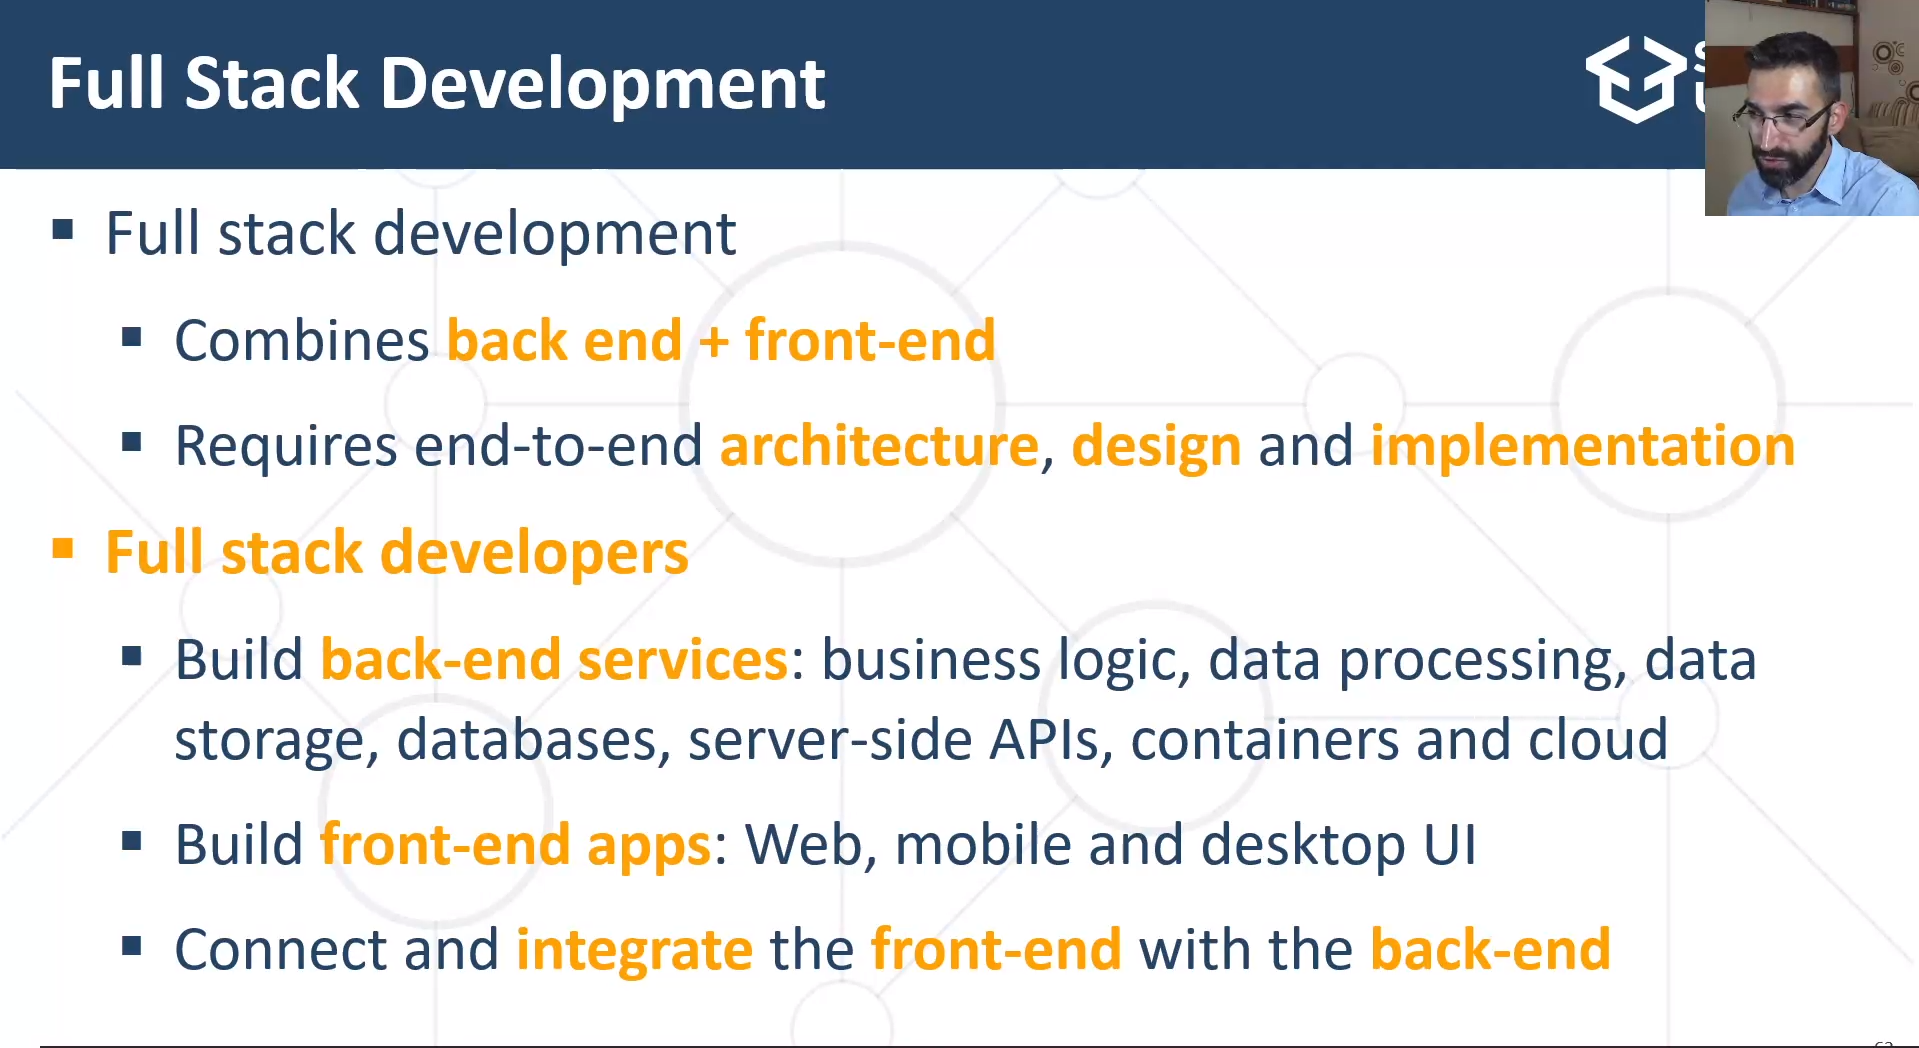 Full Stack Development
▪ Full stack development
▪ Combines back end + front-end
▪ Requires end-to-end architecture, design and implementation
▪ Full stack developers
▪ Build back-end services: business logic, data processing, data
storage, databases, server-side APIs, containers and cloud
▪ Build front-end apps: Web, mobile and desktop UI
▪ Connect and integrate the front-end with the back-end